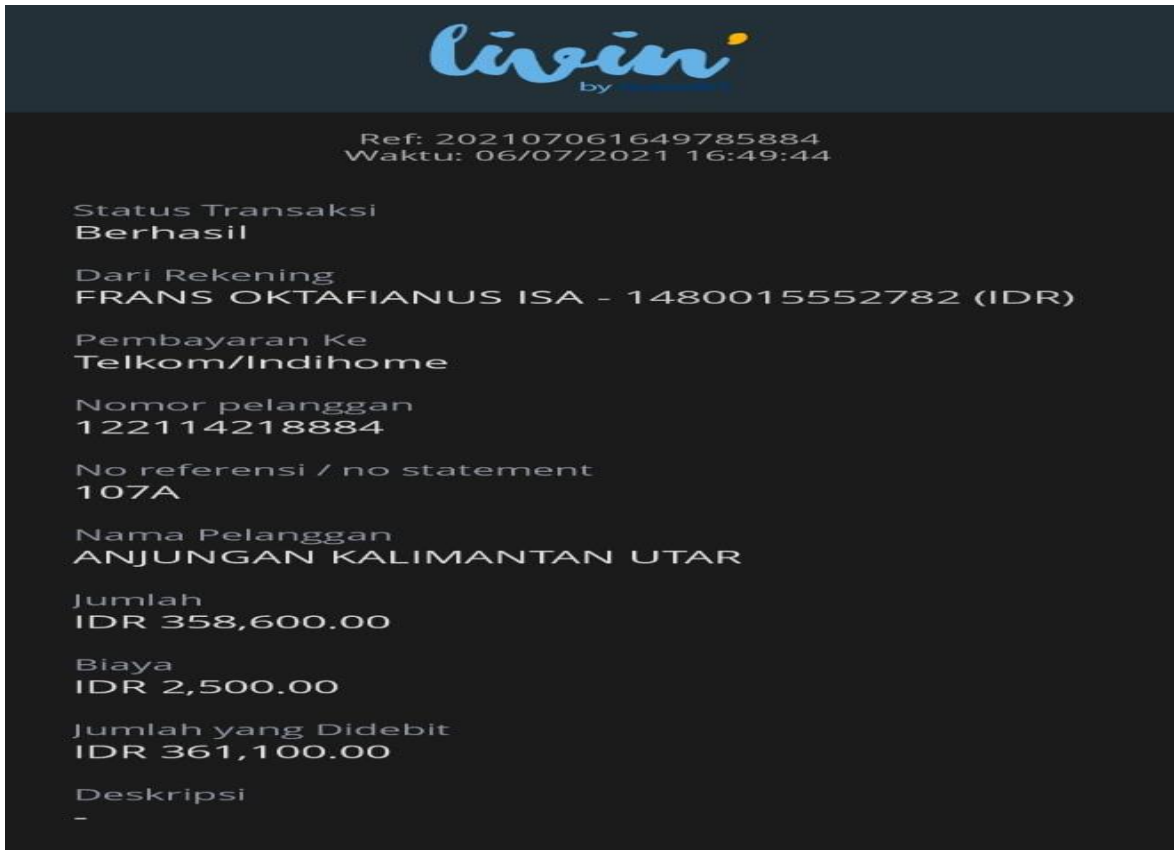 livin'
by
Ref: 2021070616497858​84
Waktu: 06/07/2021 16:49:44
Status Transaksi
Berhasil
Dari Rekening
FRANS OKTAFIANUS ISA - 1480015552782 (IDR)
Pembayaran Ke
Telkom/Indihome
Nomor pelanggan
122114218884
No referensi / no statement
107A
Nama Pelanggan
ANJUNGAN KALIMANTAN UTAR
Jumlah
IDR 358,600.00
Biaya
IDR 2,500.00
Jumlah yang Didebit
IDR 361,100.00
Deskripsi
-